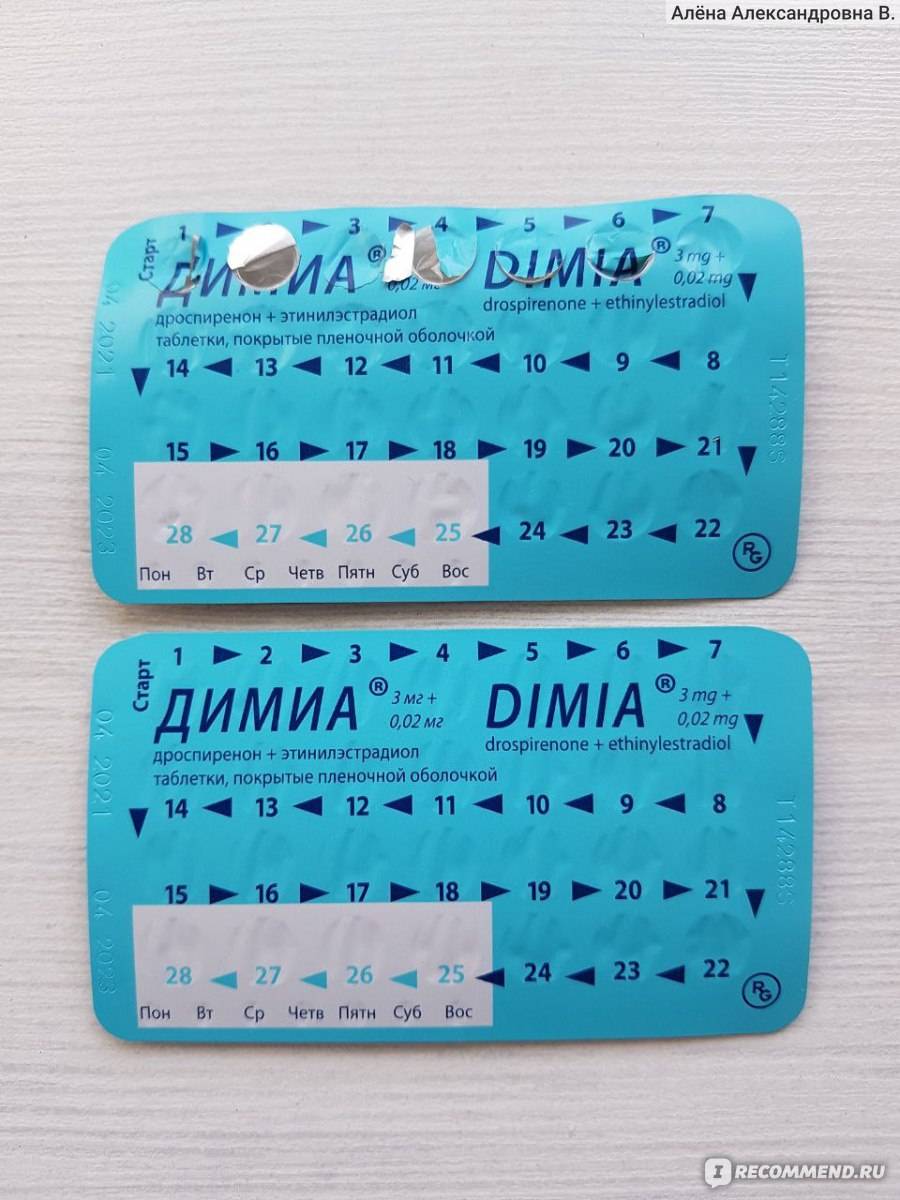 Алёна Александровна В.
Старт
1 3 4 5 6 7
ДИМИА® 0,02 мг DIMIA® 3 mg + 0,02 mg
дроспиренон + этинилэстрадиол drospirenone + ethinylestradiol
таблетки, покрытые пленочной оболочкой
14 13 12 11 10 9 8
15 16 17 18 19 20 21
28 27 26 25 24 23 22
RG
Пон Вт Ср Четв Пятн Суб Вос
04 2021
04 2023
T14288S
Старт
1 2 3 4 5 6 7
ДИМИА® 3 мг + 0,02 мг DIMIA® 3 mg + 0,02 mg
дроспиренон + этинилэстрадиол drospirenone + ethinylestradiol
таблетки, покрытые пленочной оболочкой
14 13 12 11 10 9 8
15 16 17 18 19 20 21
28 27 26 25 24 23 22
RG
Пон Вт Ср Четв Пятн Суб Вос
04 2021
04 2023
T14288S
IRECOMMEND.RU